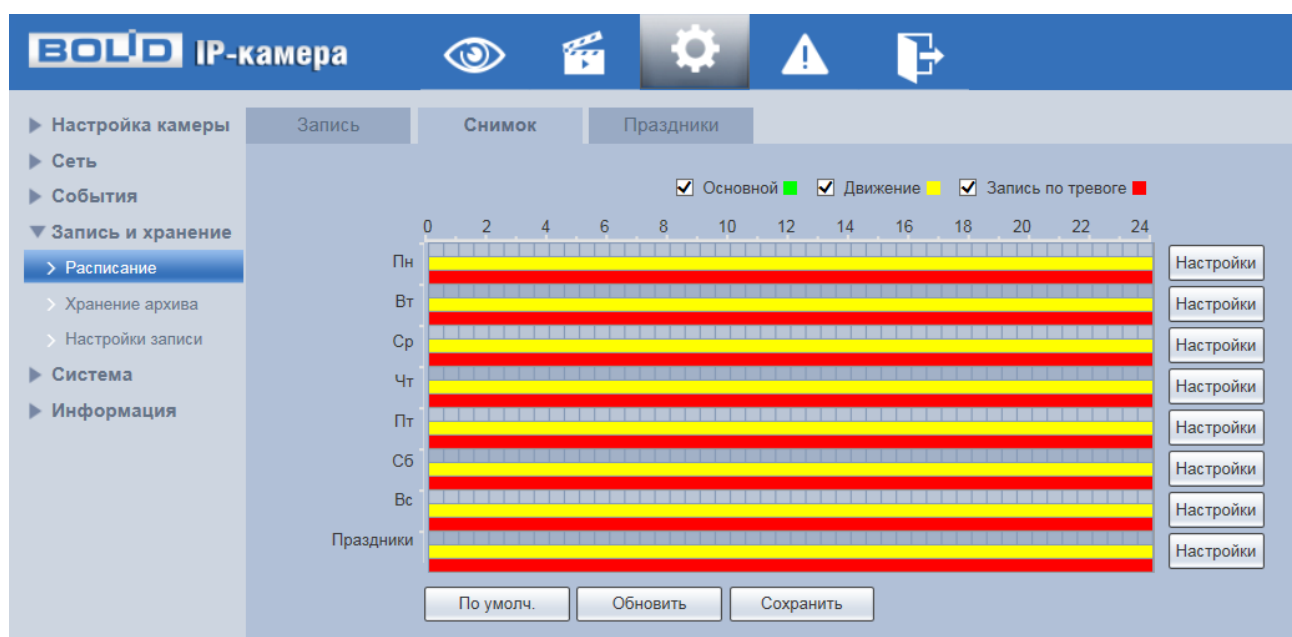 BOLID IP-камера
Настройка камеры
Сеть
События
Запись и хранение
Расписание
Хранение архива
Настройки записи
Система
Информация
Запись Снимок Праздники
Основной Движение Запись по тревоге
0 2 4 6 8 10 12 14 16 18 20 22 24
Пн Настройки
Вт Настройки
Ср Настройки
Чт Настройки
Пт Настройки
Сб Настройки
Вс Настройки
Праздники Настройки
По умолч. Обновить Сохранить